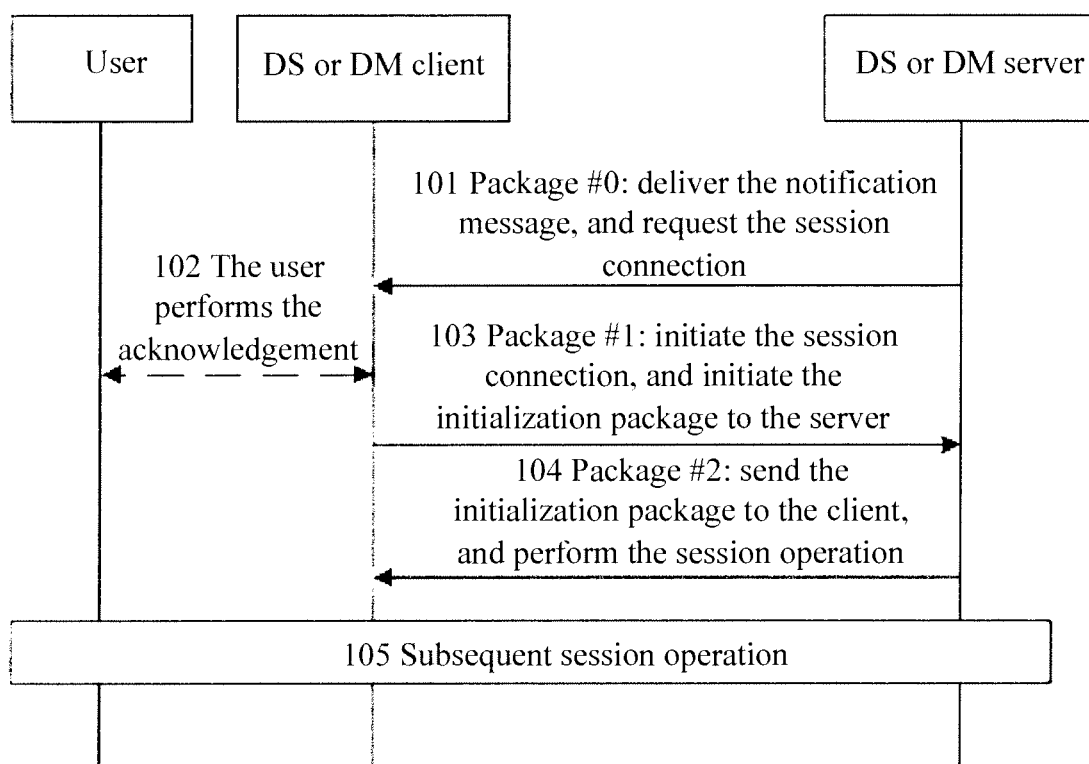 User
DS or DM client
DS or DM server
101 Package #0: deliver the notification
message, and request the session
connection
102 The user
performs the
acknowledgement
103 Package #1: initiate the session
connection, and initiate the
initialization package to the server
104 Package #2: send the
initialization package to the client,
and perform the session operation
105 Subsequent session operation